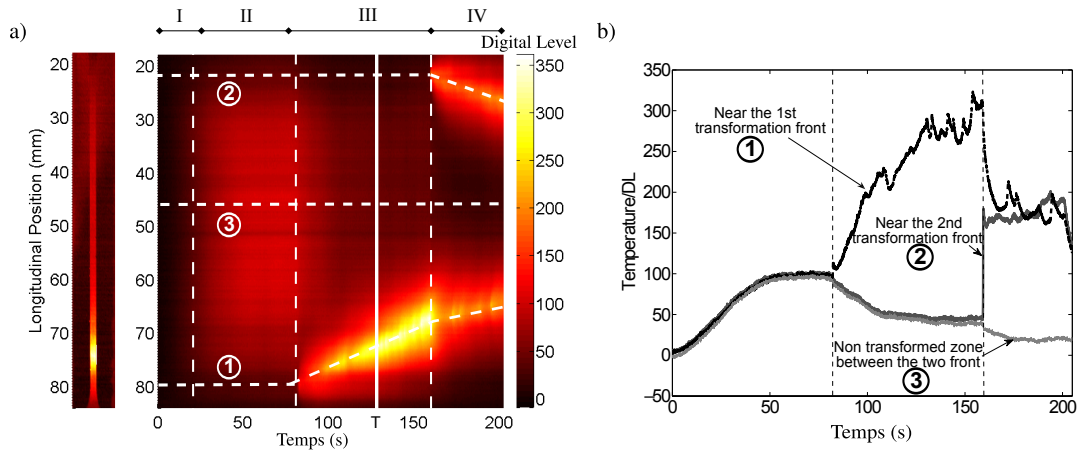 a)
I II III IV
Digital Level
Longitudinal Position (mm)
20
30
40
50
60
70
80
20
30
40
50
60
70
80
2
3
1
0 50 100 T 150 200
Temps (s)
350
300
250
200
150
100
50
0
b)
Temperature/DL
350
300
250
200
150
100
50
0
−50
Near the 1st
transformation front
1
Near the 2nd
transformation front
2
Non transformed zone
between the two front
3
0 50 100 150 200
Temps (s)